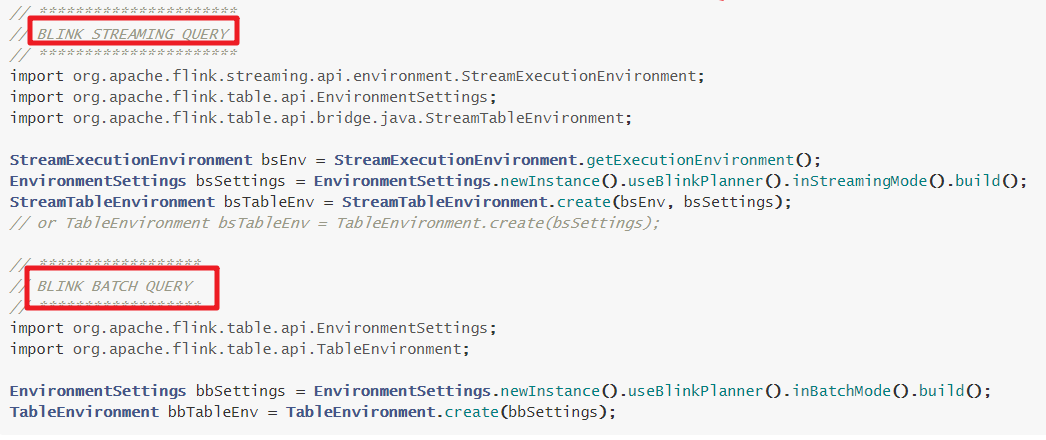 // **********************
// BLINK STREAMING QUERY
// **********************
import org.apache.flink.streaming.api.environment.StreamExecutionEnvironment;
import org.apache.flink.table.api.EnvironmentSettings;
import org.apache.flink.table.api.bridge.java.StreamTableEnvironment;
StreamExecutionEnvironment bsEnv = StreamExecutionEnvironment.getExecutionEnvironment();
EnvironmentSettings bsSettings = EnvironmentSettings.newInstance().useBlinkPlanner().inStreamingMode().build();
StreamTableEnvironment bsTableEnv = StreamTableEnvironment.create(bsEnv, bsSettings);
// or TableEnvironment bsTableEnv = TableEnvironment.create(bsSettings);
// ******************
// BLINK BATCH QUERY
// ******************
import org.apache.flink.table.api.EnvironmentSettings;
import org.apache.flink.table.api.TableEnvironment;
EnvironmentSettings bbSettings = EnvironmentSettings.newInstance().useBlinkPlanner().inBatchMode().build();
TableEnvironment bbTableEnv = TableEnvironment.create(bbSettings);